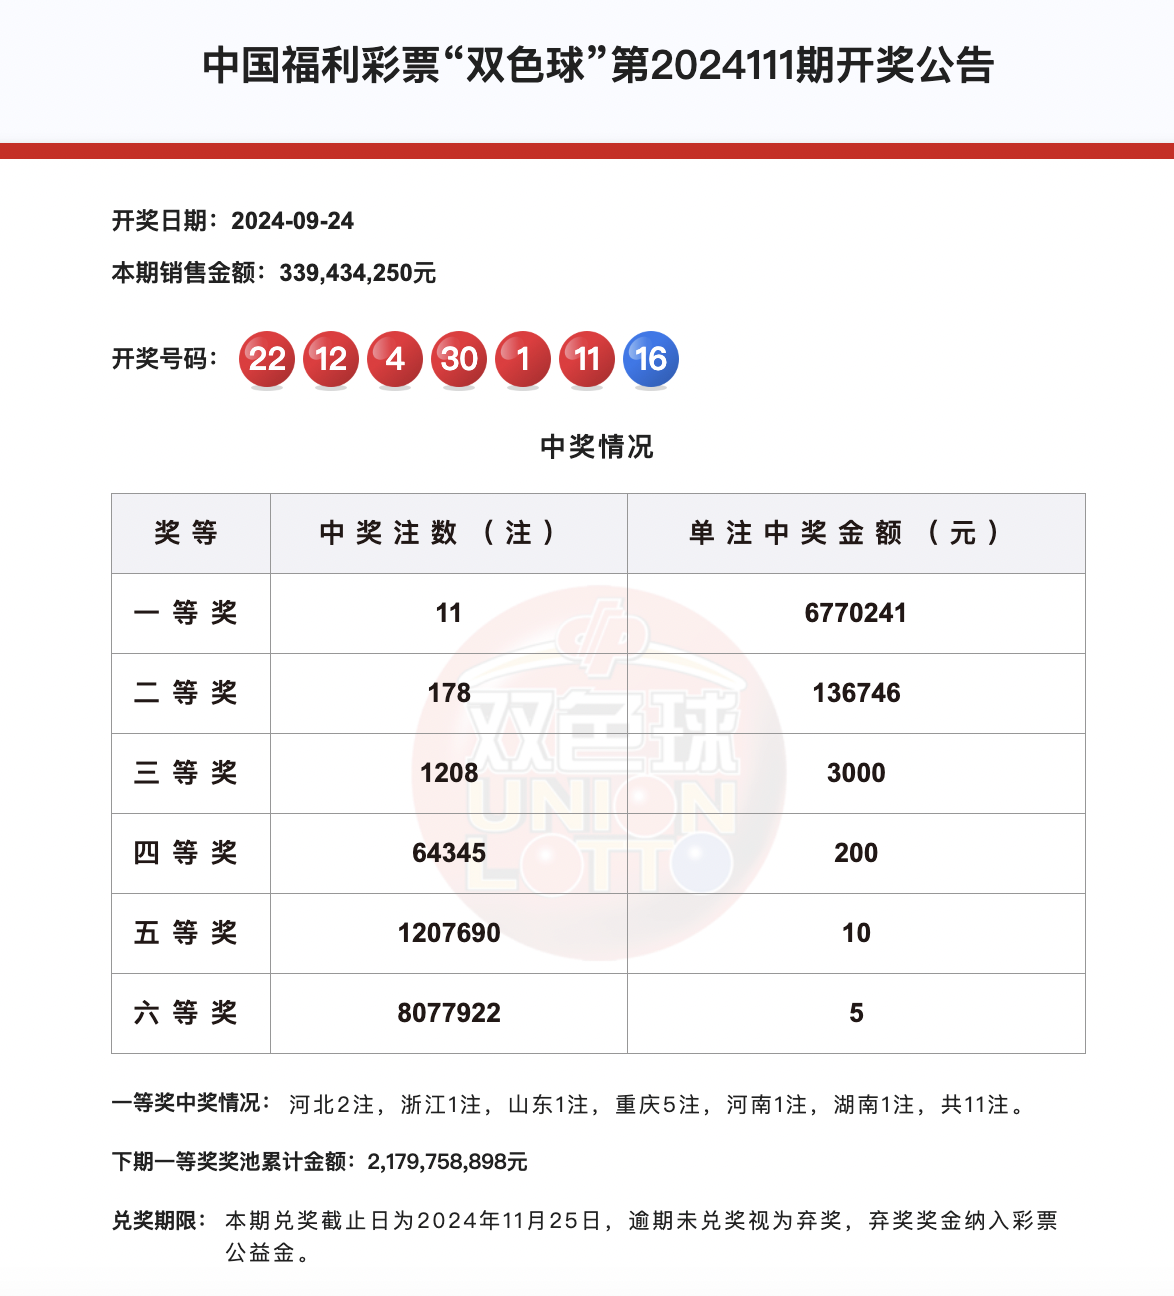 中国福利彩票“双色球”第2024111期开奖公告
开奖日期：2024-09-24
本期销售金额：339,434,250元
开奖号码： 22 12 4 30 1 11 16
中奖情况
奖等 中奖注数（注） 单注中奖金额（元）
一等奖 11 6770241
二等奖 178 136746
三等奖 1208 3000
四等奖 64345 200
五等奖 1207690 10
六等奖 8077922 5
双色球
UNION
LOTTO
一等奖中奖情况： 河北2注，浙江1注，山东1注，重庆5注，河南1注，湖南1注，共11注。
下期一等奖奖池累计金额：2,179,758,898元
兑奖期限： 本期兑奖截止日为2024年11月25日，逾期未兑奖视为弃奖，弃奖奖金纳入彩票
公益金。